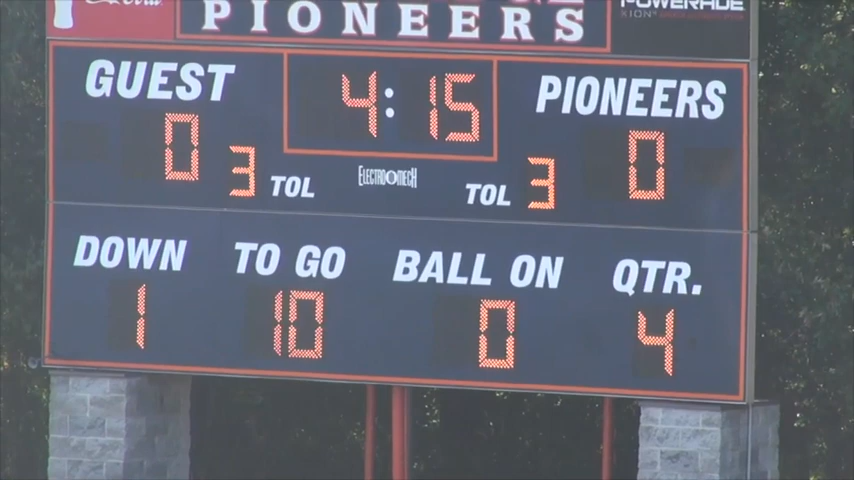 POWERADE
PIONEERS
GUEST 4:15 PIONEERS
0 3 TOL ELECTRO-MECH TOL 3 0
DOWN TO GO BALL ON QTR.
1 10 0 4